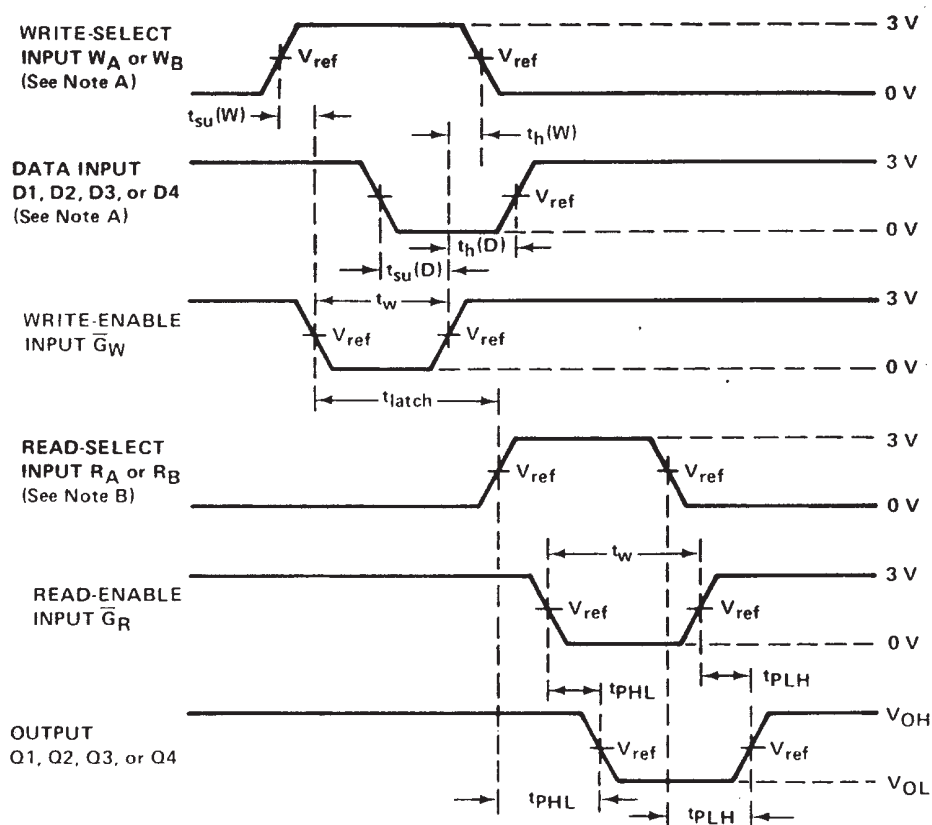 WRITE-SELECT
INPUT W_A or W_B
(See Note A)
V_ref
V_ref
3 V
0 V
t_su(W)
t_h(W)
DATA INPUT
D1, D2, D3, or D4
(See Note A)
V_ref
3 V
0 V
t_h(D)
t_su(D)
t_w
WRITE-ENABLE
INPUT G̅_W
V_ref
V_ref
3 V
0 V
t_latch
READ-SELECT
INPUT R_A or R_B
(See Note B)
V_ref
V_ref
3 V
0 V
t_w
READ-ENABLE
INPUT G̅_R
V_ref
V_ref
3 V
0 V
t_PHL
t_PLH
OUTPUT
Q1, Q2, Q3, or Q4
V_ref
V_ref
V_OH
V_OL
t_PHL
t_PLH